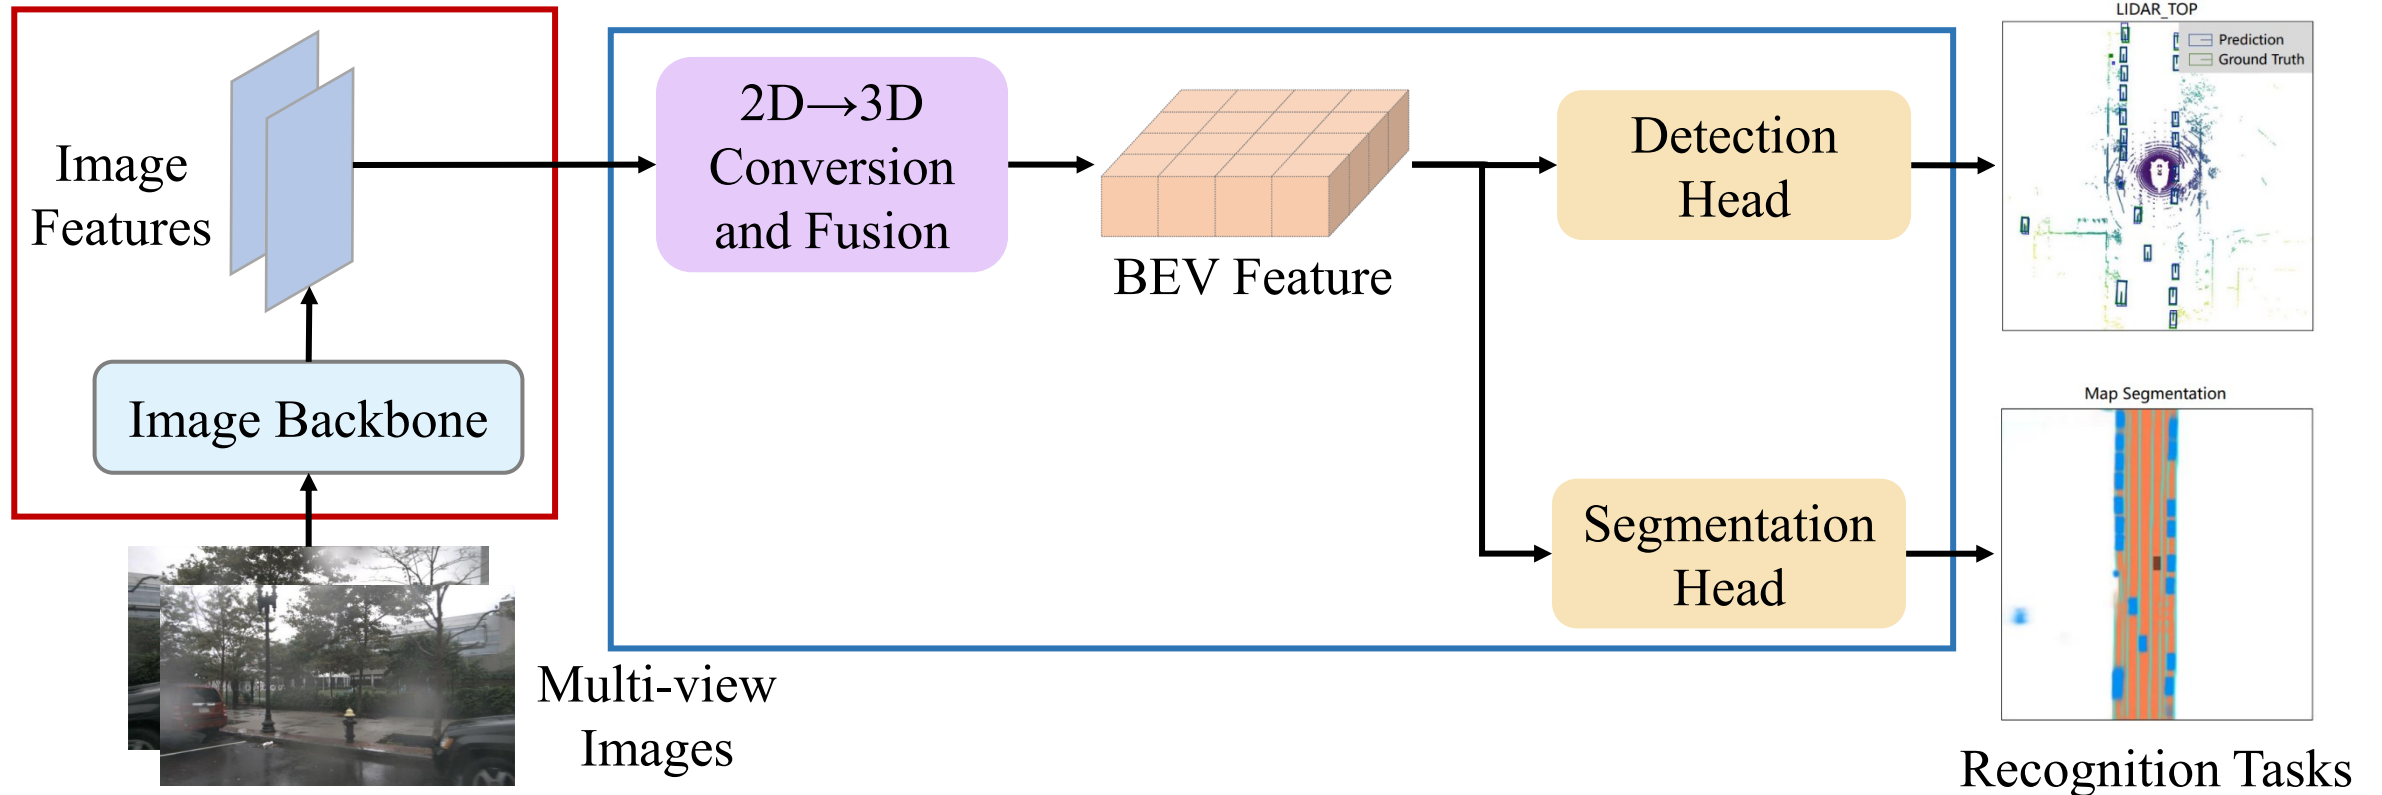 Image
Features
Image Backbone
Multi-view
Images
2D→3D
Conversion
and Fusion
BEV Feature
Detection
Head
Segmentation
Head
LIDAR_TOP
Prediction
Ground Truth
Map Segmentation
Recognition Tasks